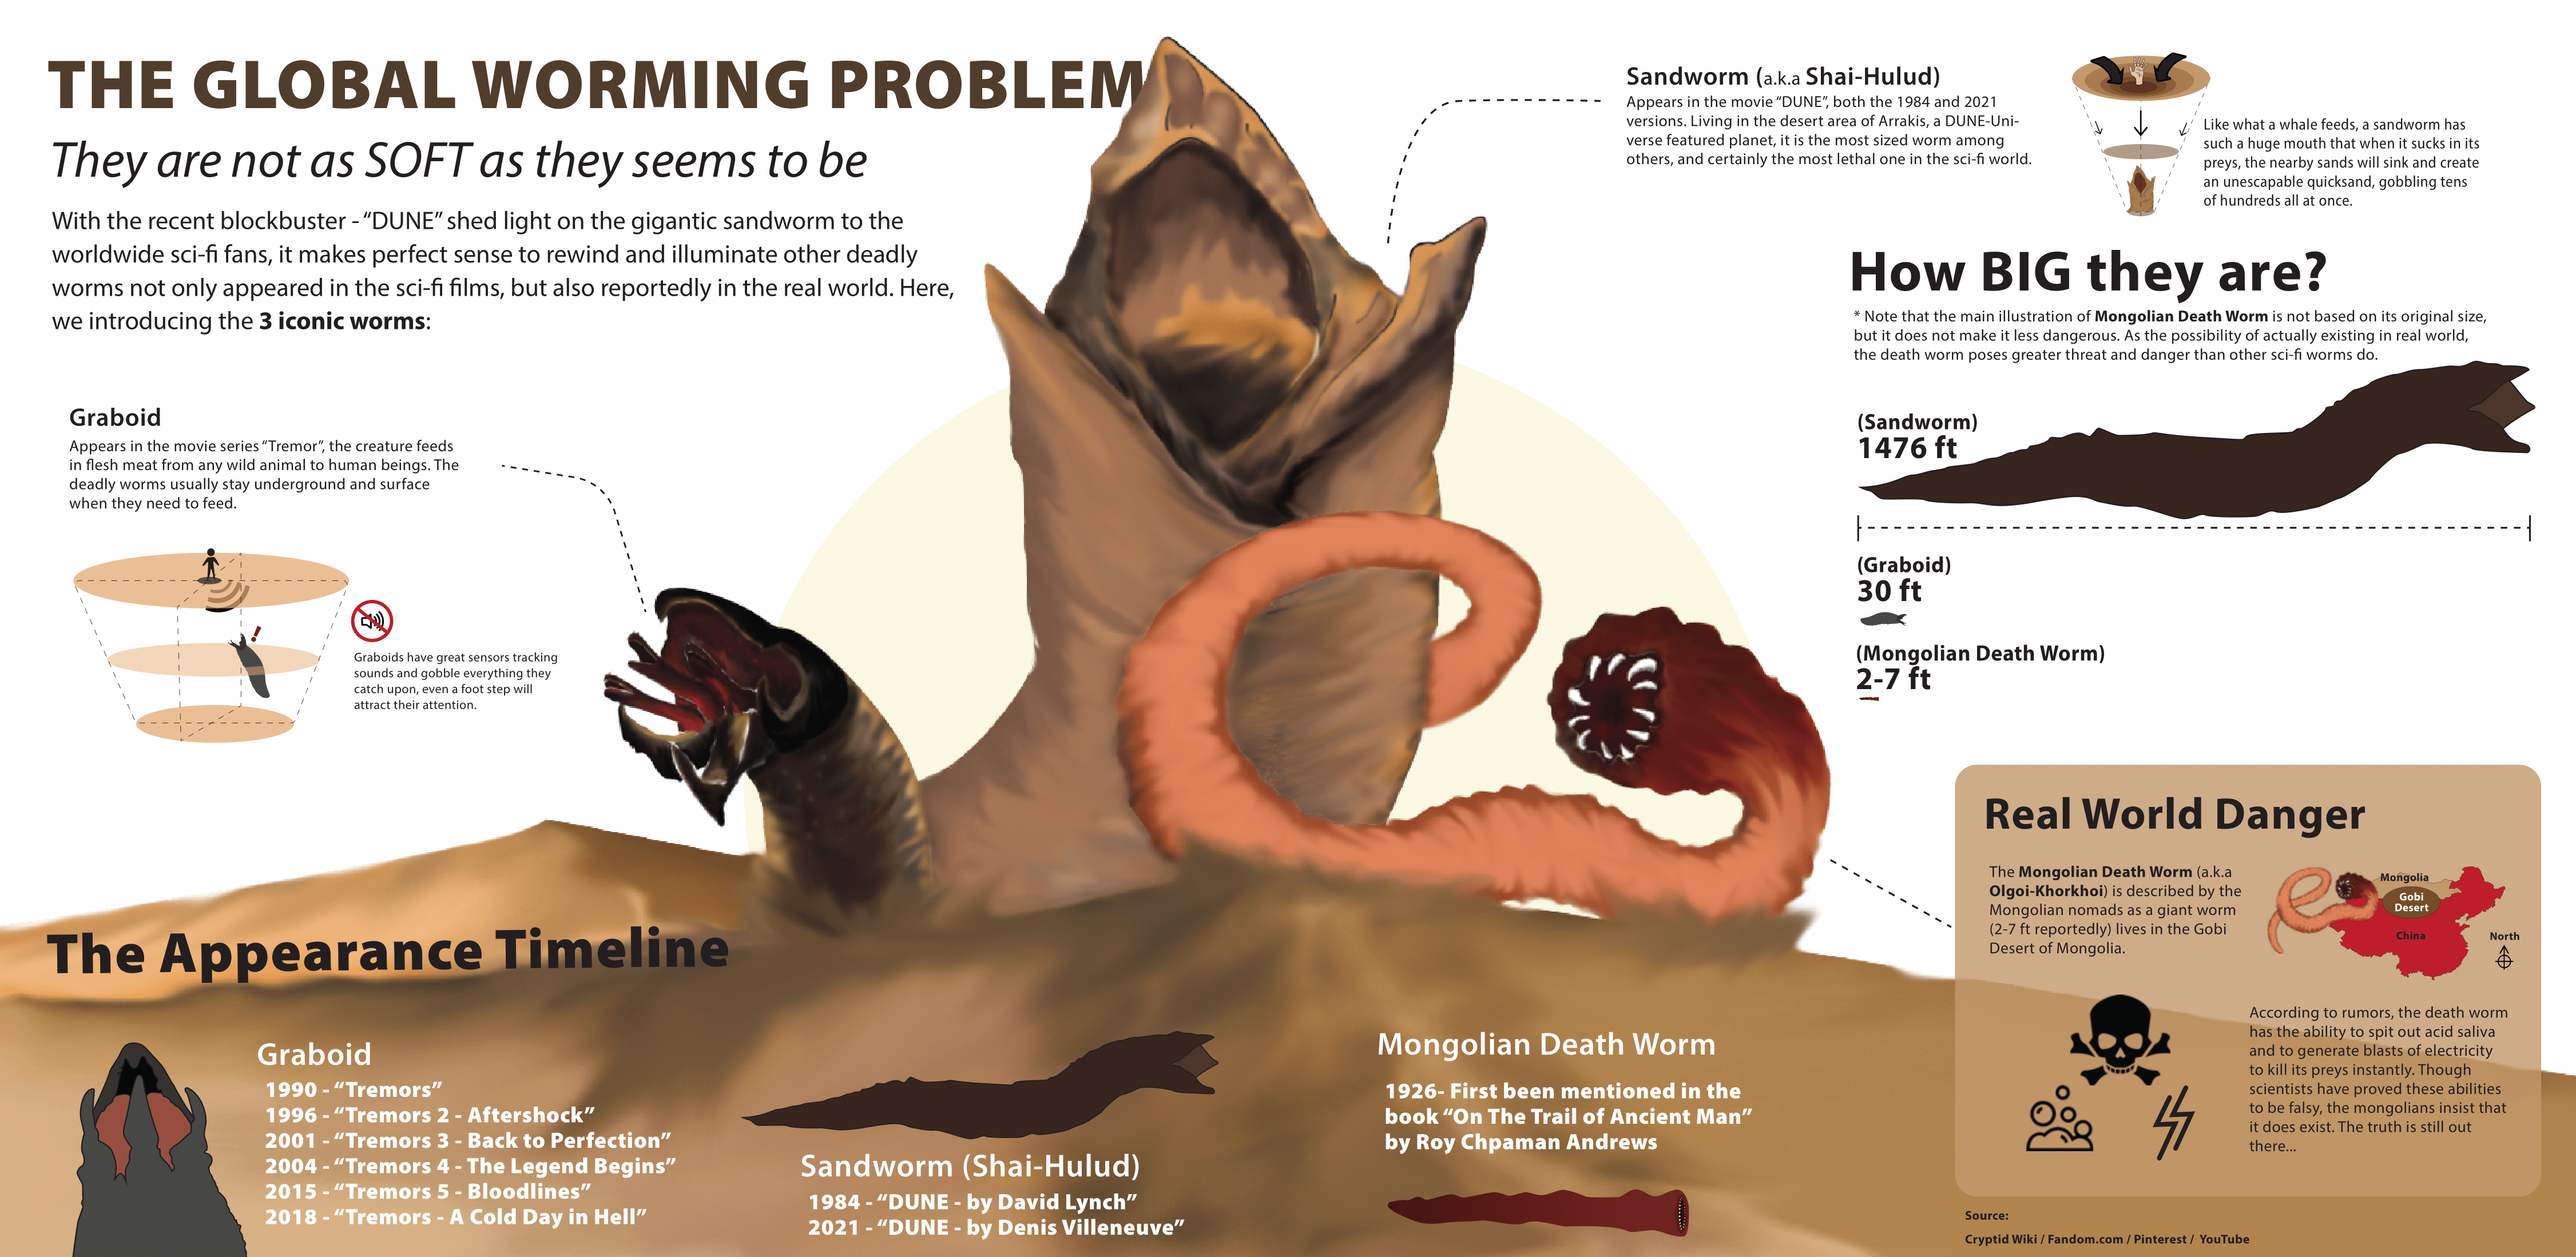 THE GLOBAL WORMING PROBLEM
They are not as SOFT as they seems to be
With the recent blockbuster - “DUNE” shed light on the gigantic sandworm to the
worldwide sci-fi fans, it makes perfect sense to rewind and illuminate other deadly
worms not only appeared in the sci-fi films, but also reportedly in the real world. Here,
we introducing the 3 iconic worms:
Graboid
Appears in the movie series “Tremor”, the creature feeds
in flesh meat from any wild animal to human beings. The
deadly worms usually stay underground and surface
when they need to feed.
!
Graboids have great sensors tracking
sounds and gobble everything they
catch upon, even a foot step will
attract their attention.
Sandworm (a.k.a Shai-Hulud)
Appears in the movie “DUNE”, both the 1984 and 2021
versions. Living in the desert area of Arrakis, a DUNE-Uni-
verse featured planet, it is the most sized worm among
others, and certainly the most lethal one in the sci-fi world.
Like what a whale feeds, a sandworm has
such a huge mouth that when it sucks in its
preys, the nearby sands will sink and create
an unescapable quicksand, gobbling tens
of hundreds all at once.
How BIG they are?
* Note that the main illustration of Mongolian Death Worm is not based on its original size,
but it does not make it less dangerous. As the possibility of actually existing in real world,
the death worm poses greater threat and danger than other sci-fi worms do.
(Sandworm)
1476 ft
(Graboid)
30 ft
(Mongolian Death Worm)
2-7 ft
Real World Danger
The Mongolian Death Worm (a.k.a
Olgoi-Khorkhoi) is described by the
Mongolian nomads as a giant worm
(2-7 ft reportedly) lives in the Gobi
Desert of Mongolia.
Mongolia
Gobi
Desert
China
North
According to rumors, the death worm
has the ability to spit out acid saliva
and to generate blasts of electricity
to kill its preys instantly. Though
scientists have proved these abilities
to be falsy, the mongolians insist that
it does exist. The truth is still out
there...
The Appearance Timeline
Graboid
1990 - “Tremors”
1996 - “Tremors 2 - Aftershock”
2001 - “Tremors 3 - Back to Perfection”
2004 - “Tremors 4 - The Legend Begins”
2015 - “Tremors 5 - Bloodlines”
2018 - “Tremors - A Cold Day in Hell”
Sandworm (Shai-Hulud)
1984 - “DUNE - by David Lynch”
2021 - “DUNE - by Denis Villeneuve”
Mongolian Death Worm
1926- First been mentioned in the
book “On The Trail of Ancient Man”
by Roy Chpaman Andrews
Source:
Cryptid Wiki / Fandom.com / Pinterest / YouTube